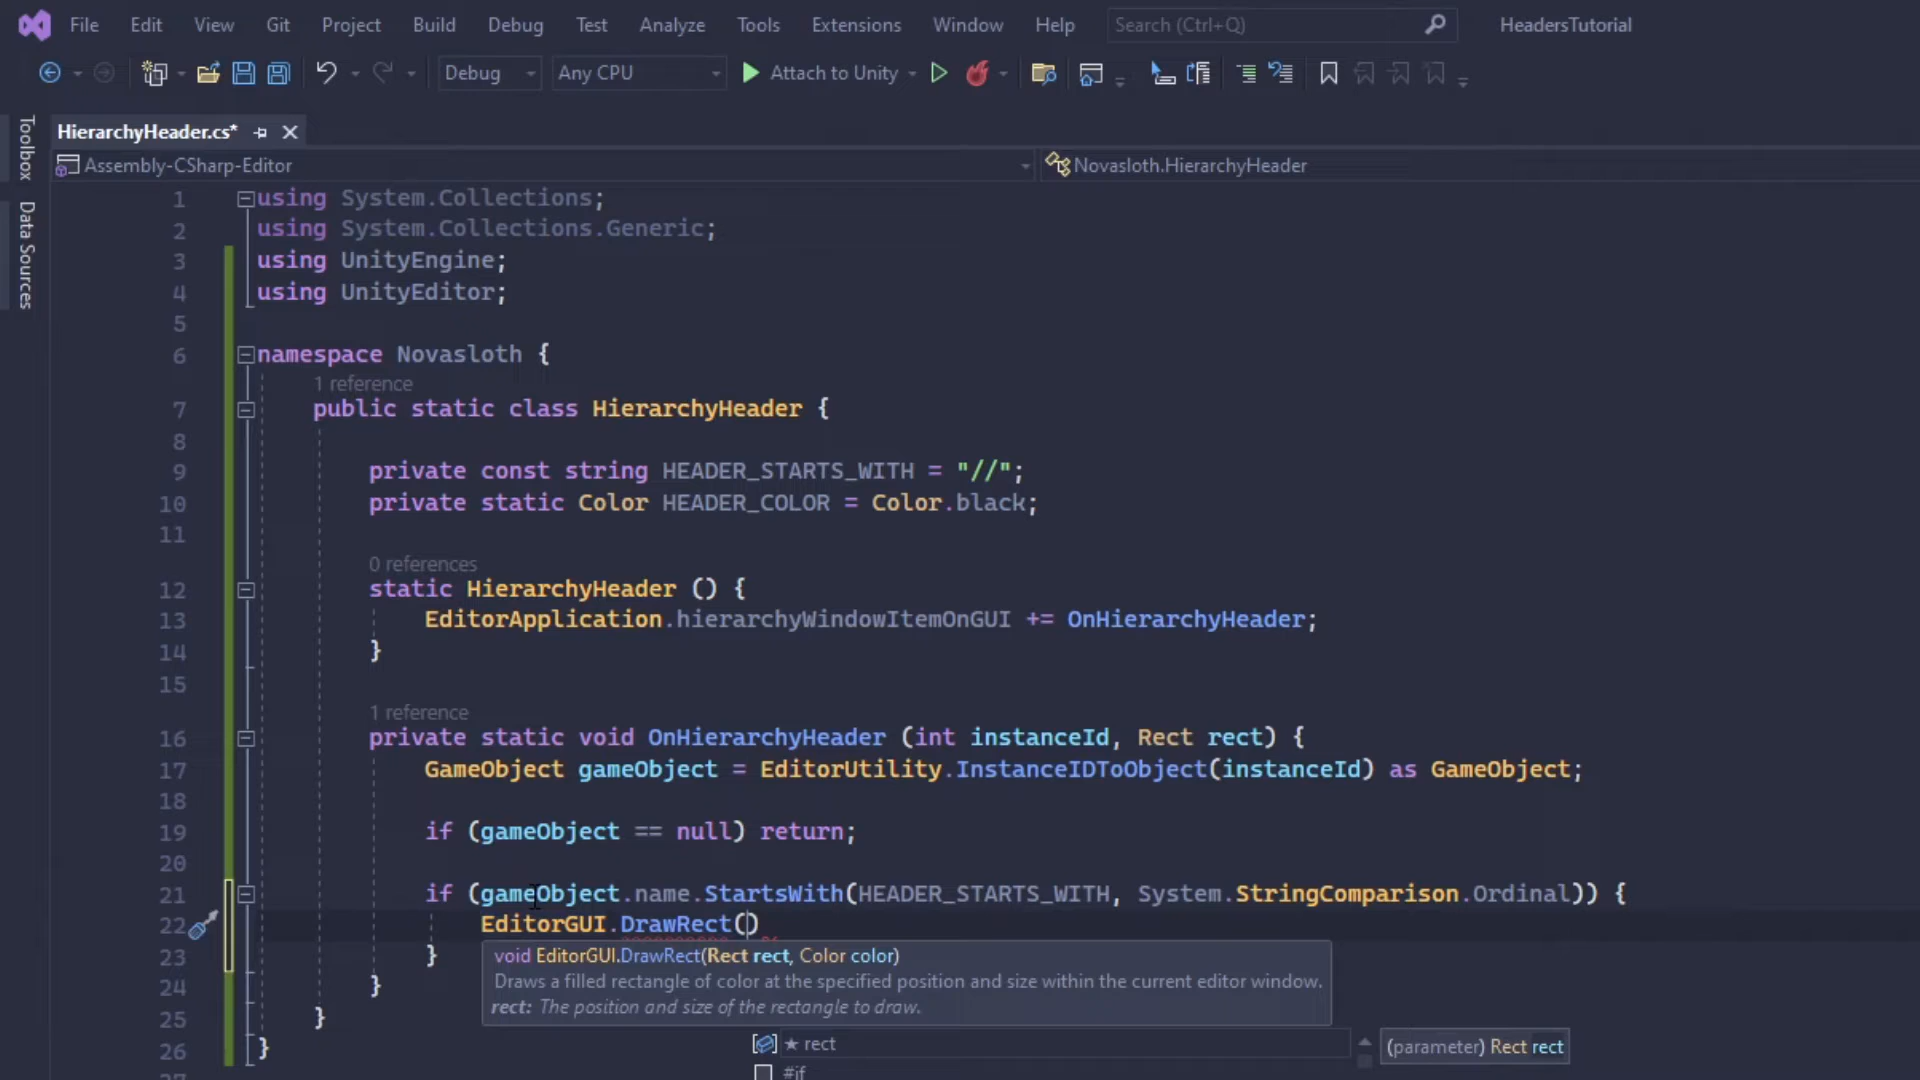 File Edit View Git Project Build Debug Test Analyze Tools Extensions Window Help Search (Ctrl+Q) HeadersTutorial
Debug Any CPU Attach to Unity
Toolbox
Data Sources
HierarchyHeader.cs*
Assembly-CSharp-Editor Novasloth.HierarchyHeader
1 using System.Collections;
2 using System.Collections.Generic;
3 using UnityEngine;
4 using UnityEditor;
5
6 namespace Novasloth {
1 reference
7 public static class HierarchyHeader {
8
9 private const string HEADER_STARTS_WITH = "//";
10 private static Color HEADER_COLOR = Color.black;
11
0 references
12 static HierarchyHeader () {
13 EditorApplication.hierarchyWindowItemOnGUI += OnHierarchyHeader;
14 }
15
1 reference
16 private static void OnHierarchyHeader (int instanceId, Rect rect) {
17 GameObject gameObject = EditorUtility.InstanceIDToObject(instanceId) as GameObject;
18
19 if (gameObject == null) return;
20
21 if (gameObject.name.StartsWith(HEADER_STARTS_WITH, System.StringComparison.Ordinal)) {
22 EditorGUI.DrawRect()
23 }
void EditorGUI.DrawRect(Rect rect, Color color)
Draws a filled rectangle of color at the specified position and size within the current editor window.
rect: The position and size of the rectangle to draw.
24 }
25 }
26 }
★ rect
(parameter) Rect rect
#if